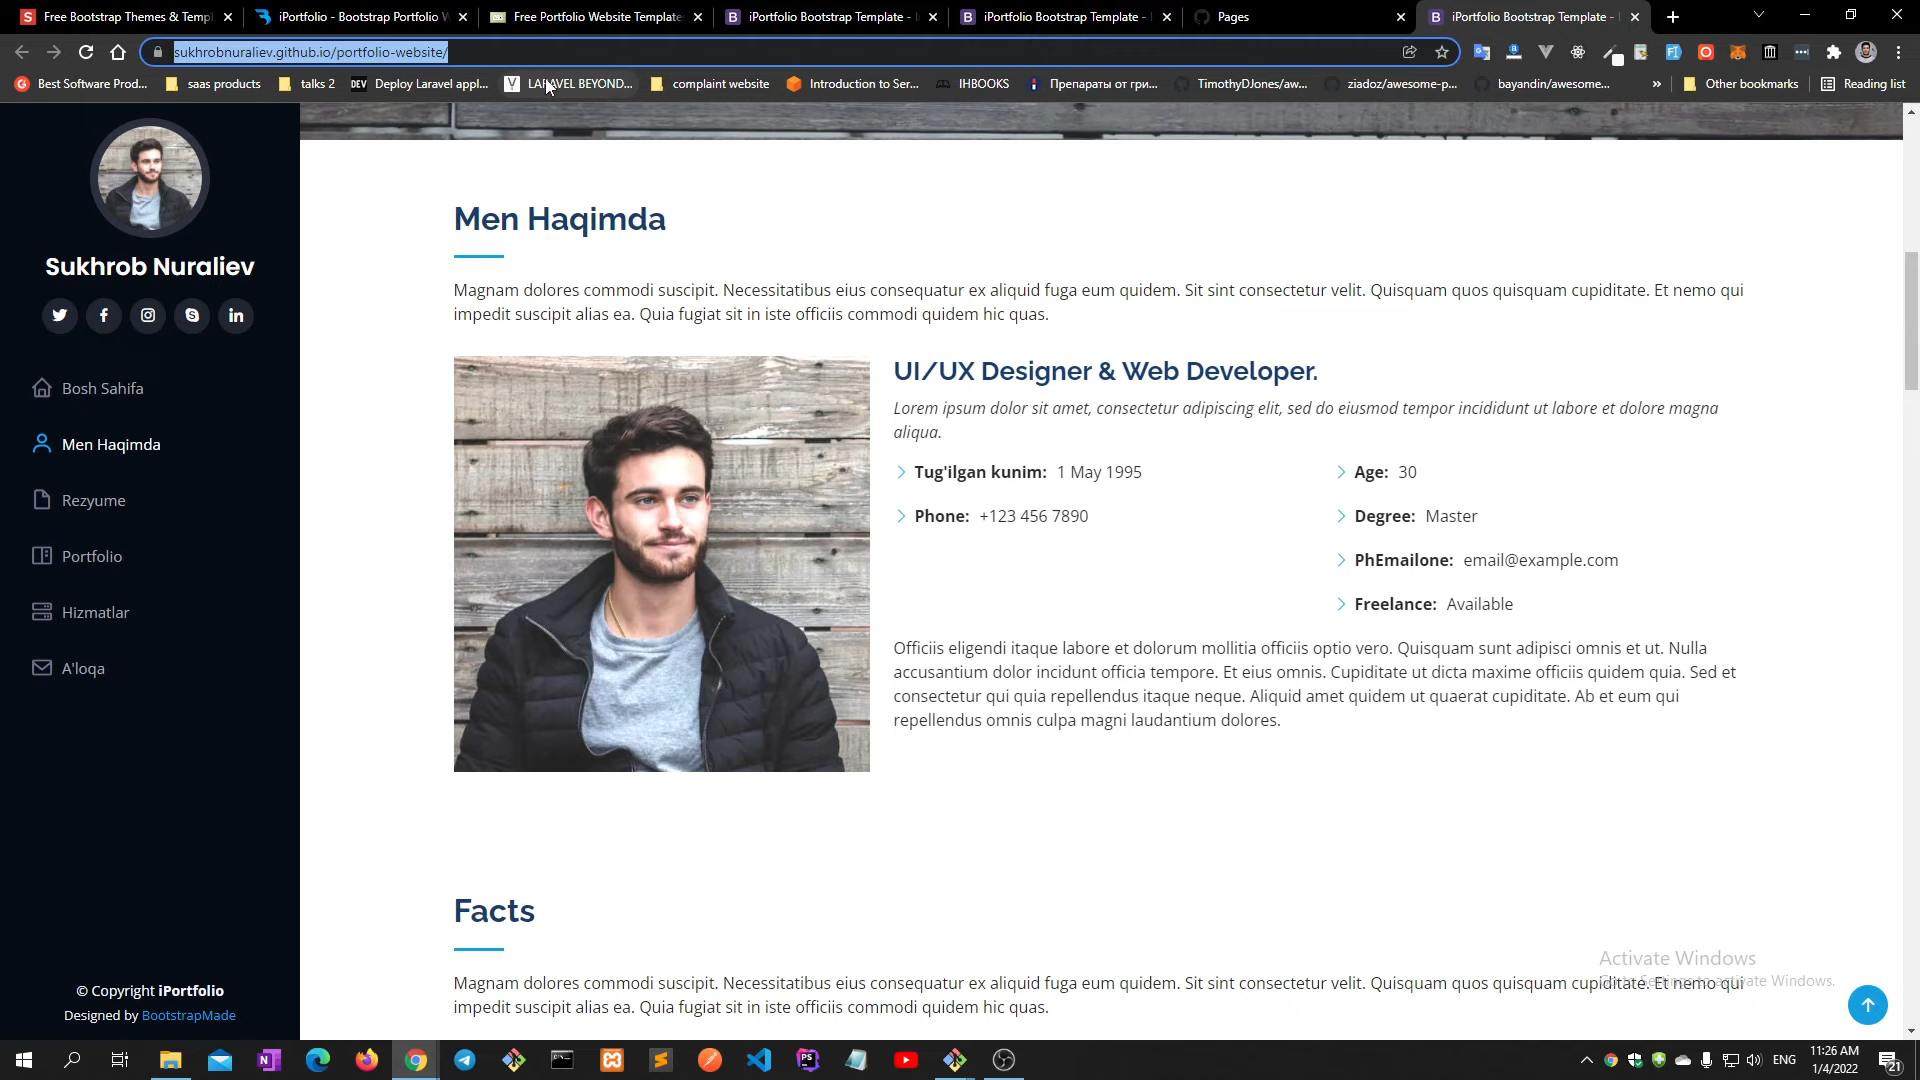 Free Bootstrap Themes & Templ
iPortfolio - Bootstrap Portfolio W
Free Portfolio Website Template
iPortfolio Bootstrap Template - I
iPortfolio Bootstrap Template -
Pages
iPortfolio Bootstrap Template -
sukhrobnuraliev.github.io/portfolio-website/
Best Software Prod...
saas products
talks 2
DEV Deploy Laravel appl...
LARAVEL BEYOND...
complaint website
Introduction to Ser...
IHBOOKS
Препараты от гри...
TimothyDJones/aw...
ziadoz/awesome-p...
bayandin/awesome...
»
Other bookmarks
Reading list
Sukhrob Nuraliev
Bosh Sahifa
Men Haqimda
Rezyume
Portfolio
Hizmatlar
A'loqa
© Copyright iPortfolio
Designed by BootstrapMade
Men Haqimda
Magnam dolores commodi suscipit. Necessitatibus eius consequatur ex aliquid fuga eum quidem. Sit sint consectetur velit. Quisquam quos quisquam cupiditate. Et nemo qui
impedit suscipit alias ea. Quia fugiat sit in iste officiis commodi quidem hic quas.
UI/UX Designer & Web Developer.
Lorem ipsum dolor sit amet, consectetur adipiscing elit, sed do eiusmod tempor incididunt ut labore et dolore magna
aliqua.
Tug'ilgan kunim: 1 May 1995
Age: 30
Phone: +123 456 7890
Degree: Master
PhEmailone: email@example.com
Freelance: Available
Officiis eligendi itaque labore et dolorum mollitia officiis optio vero. Quisquam sunt adipisci omnis et ut. Nulla
accusantium dolor incidunt officia tempore. Et eius omnis. Cupiditate ut dicta maxime officiis quidem quia. Sed et
consectetur qui quia repellendus itaque neque. Aliquid amet quidem ut quaerat cupiditate. Ab et eum qui
repellendus omnis culpa magni laudantium dolores.
Facts
Magnam dolores commodi suscipit. Necessitatibus eius consequatur ex aliquid fuga eum quidem. Sit sint consectetur velit. Quisquam quos quisquam cupiditate. Et nemo qui
impedit suscipit alias ea. Quia fugiat sit in iste officiis commodi quidem hic quas.
Activate Windows
Go to Settings to activate Windows.
ENG
11:26 AM
1/4/2022
21